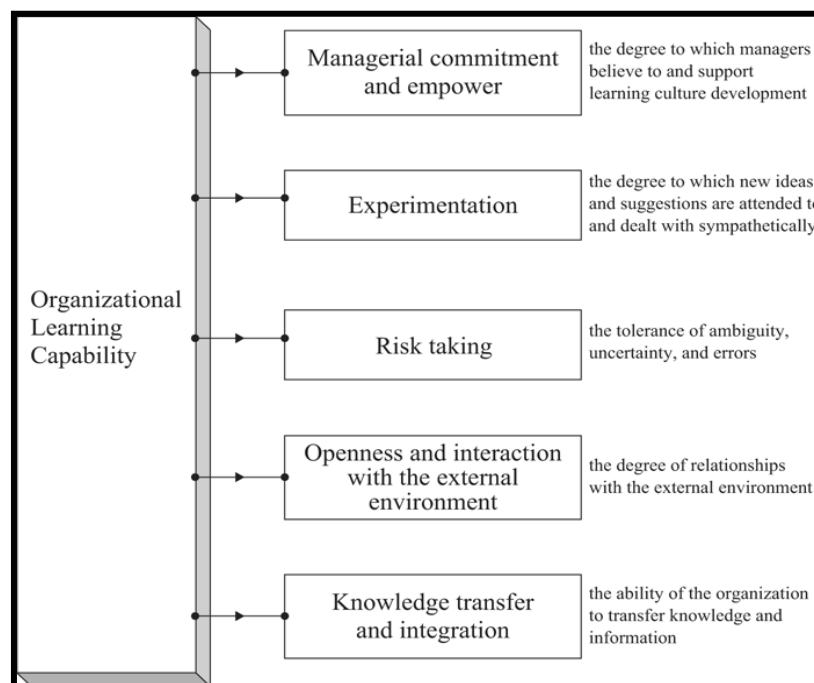 Organizational
Learning
Capability
Managerial commitment
and empower
the degree to which managers
believe to and support
learning culture development
Experimentation
the degree to which new ideas
and suggestions are attended to
and dealt with sympathetically
Risk taking
the tolerance of ambiguity,
uncertainty, and errors
Openness and interaction
with the external
environment
the degree of relationships
with the external environment
Knowledge transfer
and integration
the ability of the organization
to transfer knowledge and
information